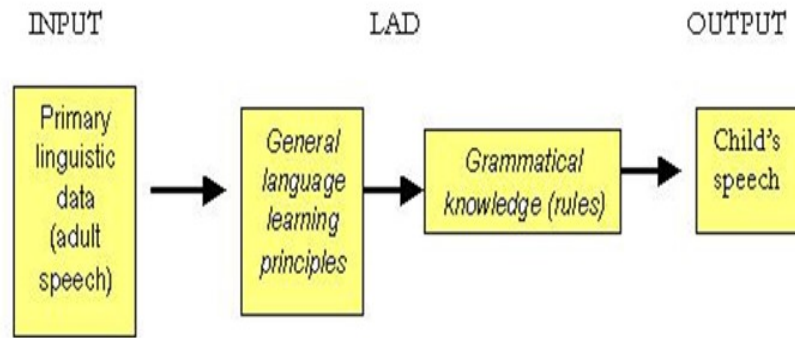 INPUT LAD OUTPUT
Primary
linguistic
data
(adult
speech)
General
language
learning
principles
Grammatical
knowledge (rules)
Child's
speech